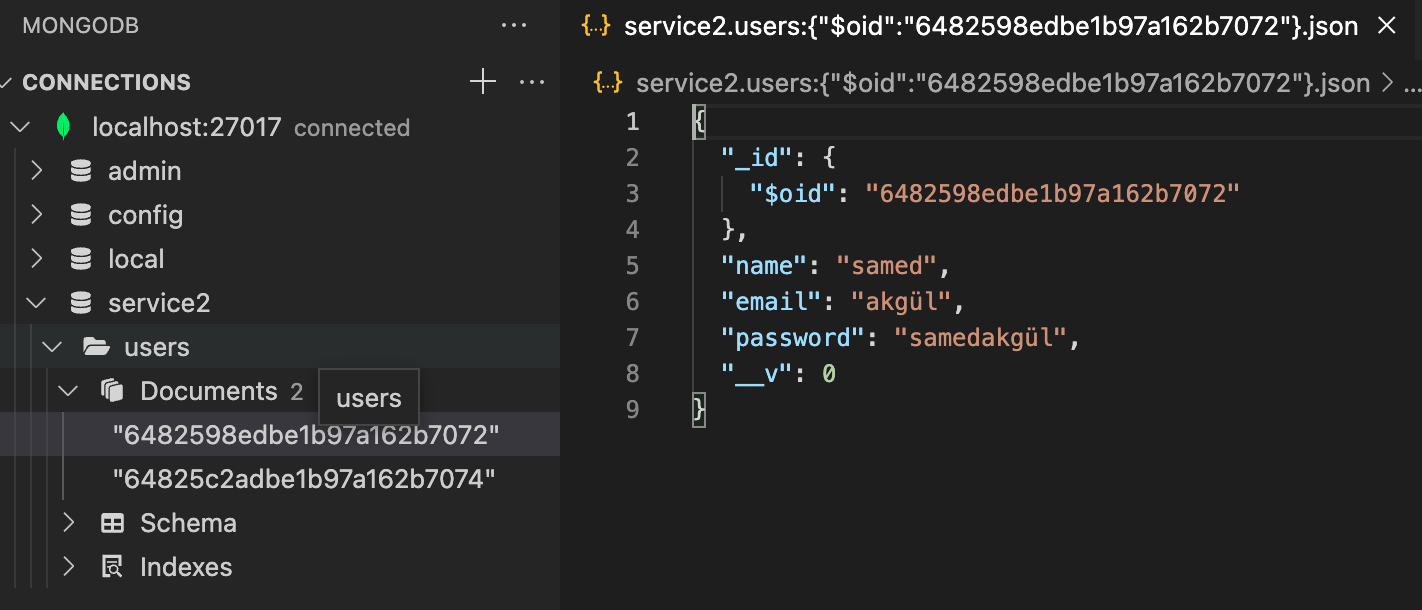 MONGODB
CONNECTIONS
localhost:27017 connected
admin
config
local
service2
users
Documents 2
users
"6482598edbe1b97a162b7072"
"64825c2adbe1b97a162b7074"
Schema
Indexes
{..} service2.users:{"$oid":"6482598edbe1b97a162b7072"}.json
{..} service2.users:{"$oid":"6482598edbe1b97a162b7072"}.json > ...
1 {
2 "_id": {
3 "$oid": "6482598edbe1b97a162b7072"
4 },
5 "name": "samed",
6 "email": "akgül",
7 "password": "samedakgül",
8 "__v": 0
9 }